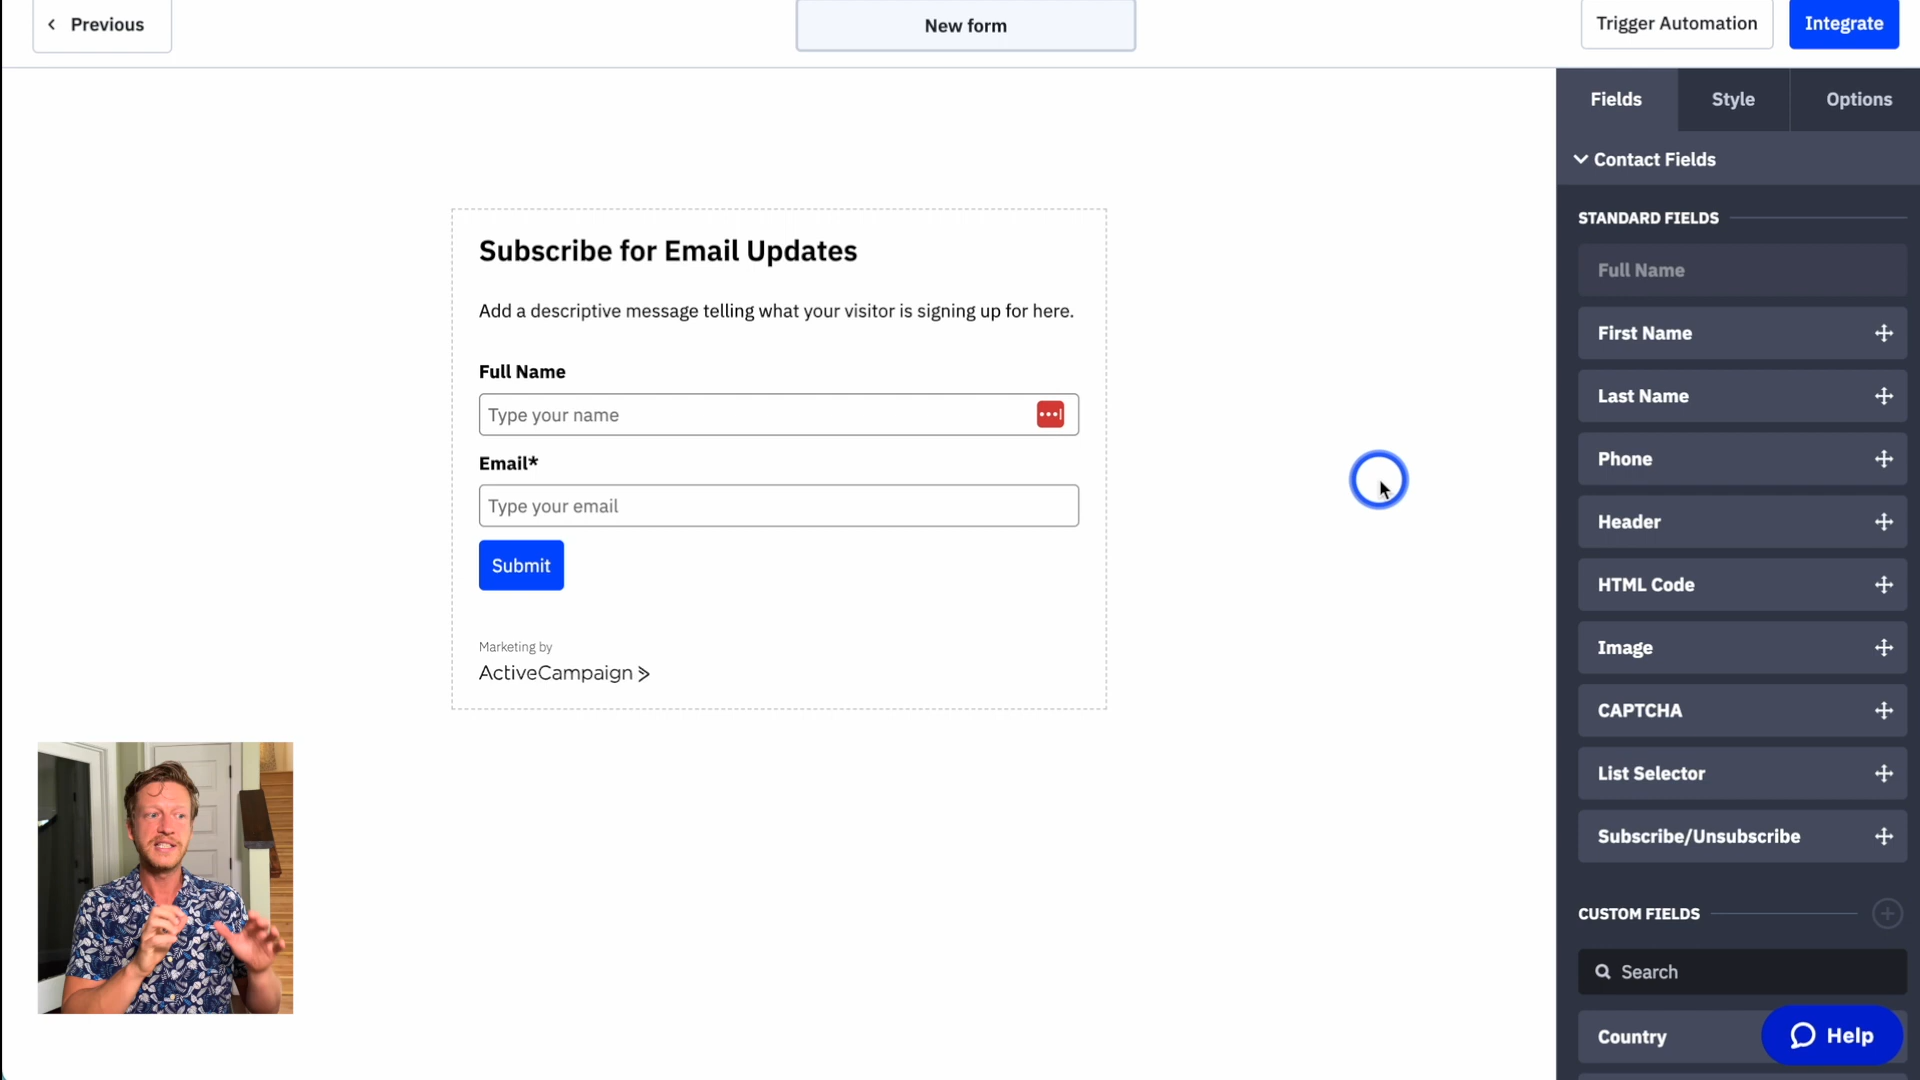 Previous
New form
Trigger Automation
Integrate
Fields
Style
Options
Contact Fields
STANDARD FIELDS
Full Name
First Name
Last Name
Phone
Header
HTML Code
Image
CAPTCHA
List Selector
Subscribe/Unsubscribe
CUSTOM FIELDS
Search
Country
Help
Subscribe for Email Updates
Add a descriptive message telling what your visitor is signing up for here.
Full Name
Type your name
Email*
Type your email
Submit
Marketing by
ActiveCampaign >